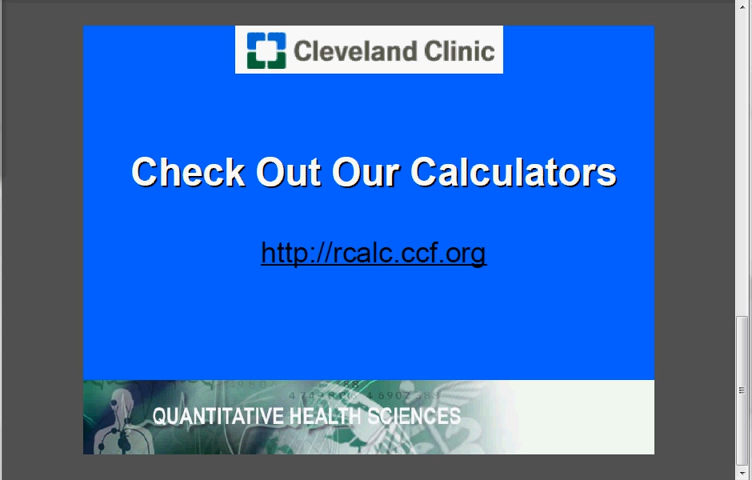 Cleveland Clinic
Check Out Our Calculators
http://rcalc.ccf.org
QUANTITATIVE HEALTH SCIENCES